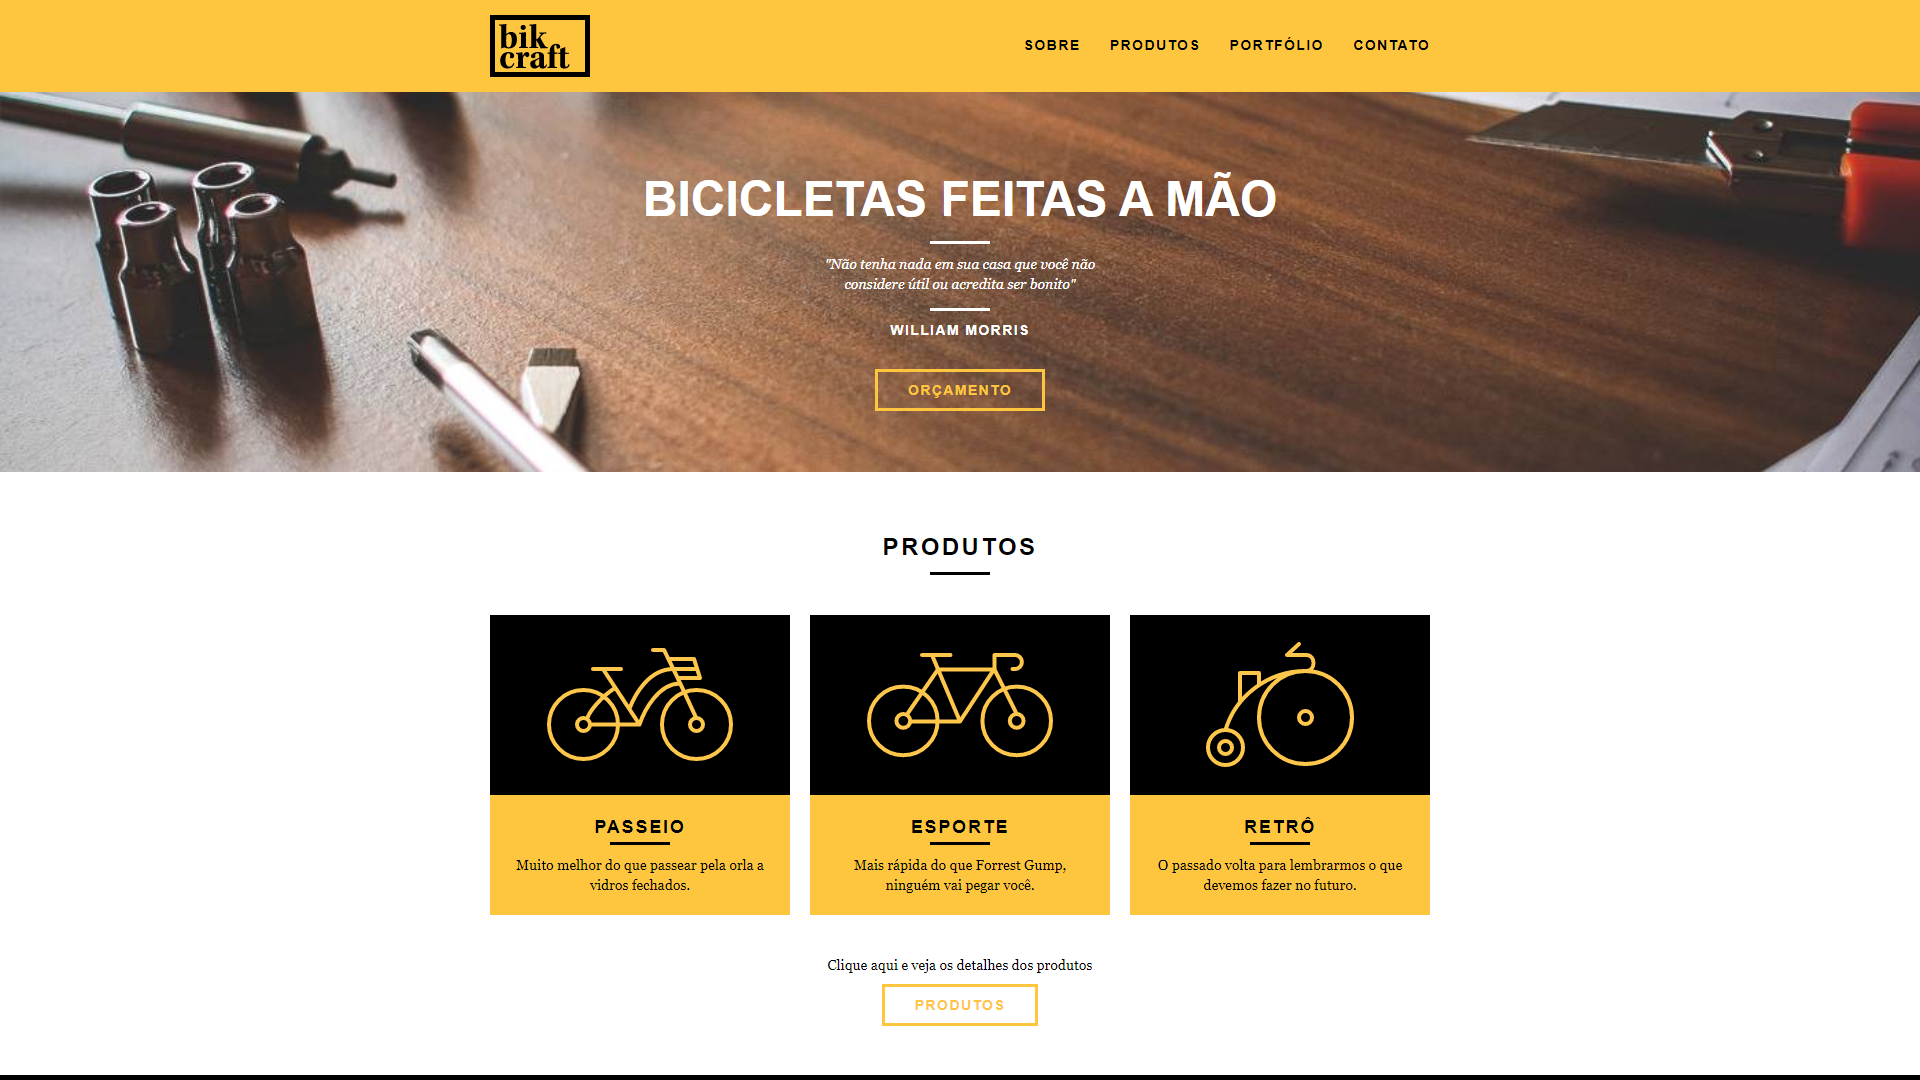 bik
craft
SOBRE PRODUTOS PORTFÓLIO CONTATO
BICICLETAS FEITAS A MÃO
"Não tenha nada em sua casa que você não
considere útil ou acredita ser bonito"
WILLIAM MORRIS
ORÇAMENTO
PRODUTOS
PASSEIO
Muito melhor do que passear pela orla a
vidros fechados.
ESPORTE
Mais rápida do que Forrest Gump,
ninguém vai pegar você.
RETRÔ
O passado volta para lembrarmos o que
devemos fazer no futuro.
Clique aqui e veja os detalhes dos produtos
PRODUTOS